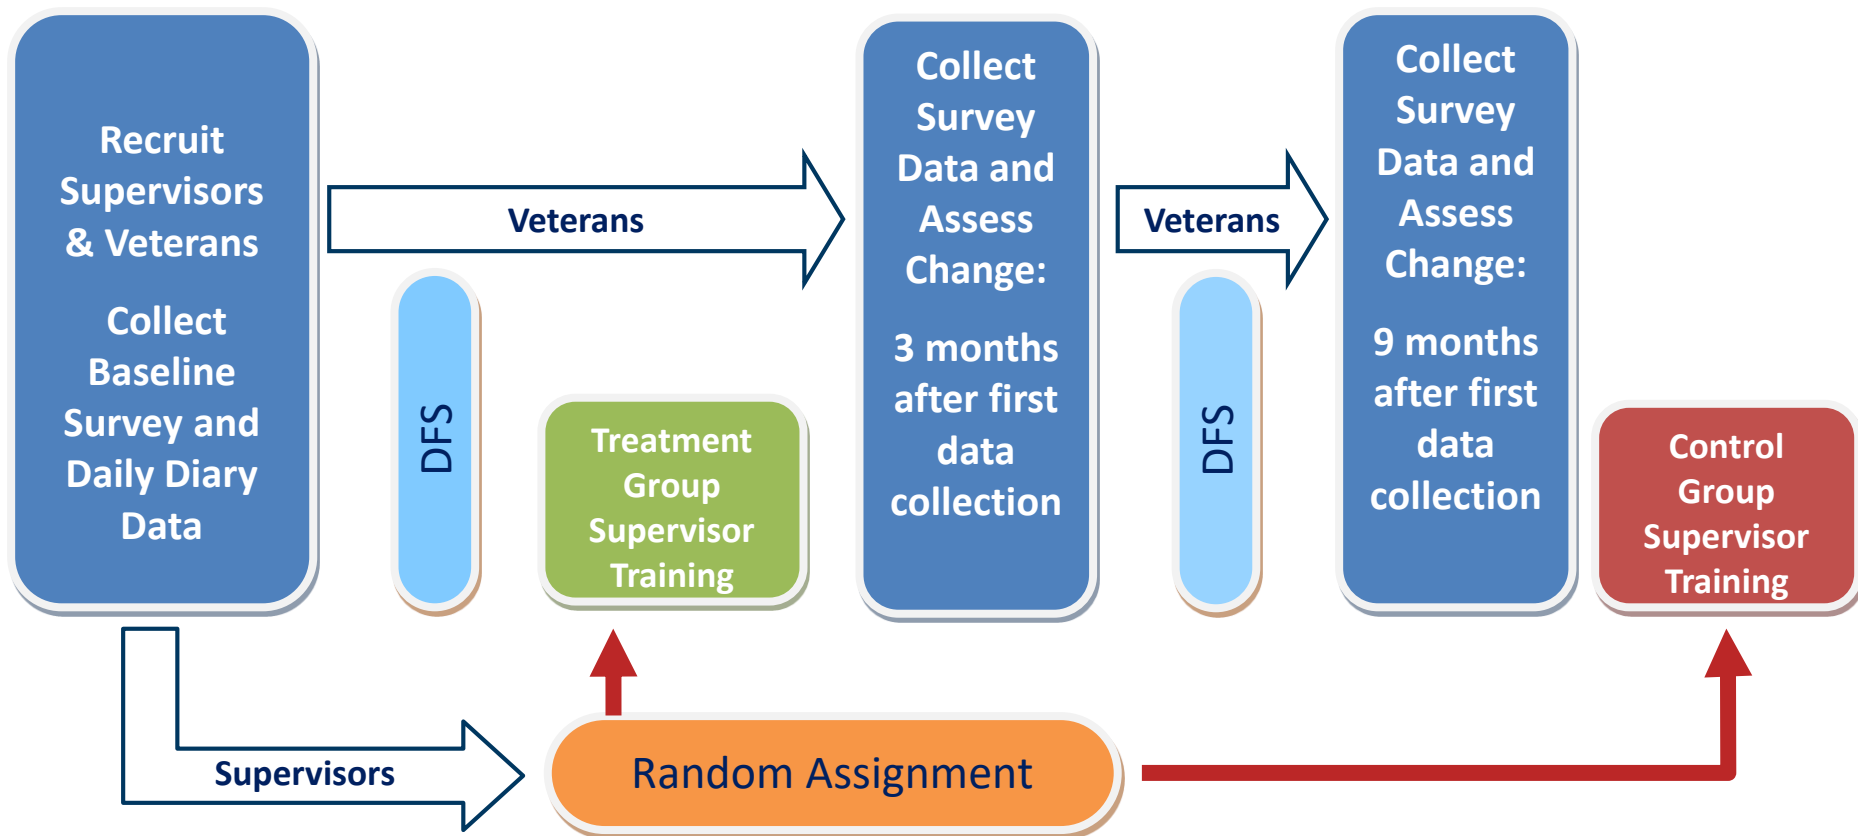 Recruit
Supervisors
& Veterans
Collect
Baseline
Survey and
Daily Diary
Data
Veterans
DFS
Treatment
Group
Supervisor
Training
Collect
Survey
Data and
Assess
Change:
3 months
after first
data
collection
Veterans
DFS
Collect
Survey
Data and
Assess
Change:
9 months
after first
data
collection
Control
Group
Supervisor
Training
Supervisors
Random Assignment